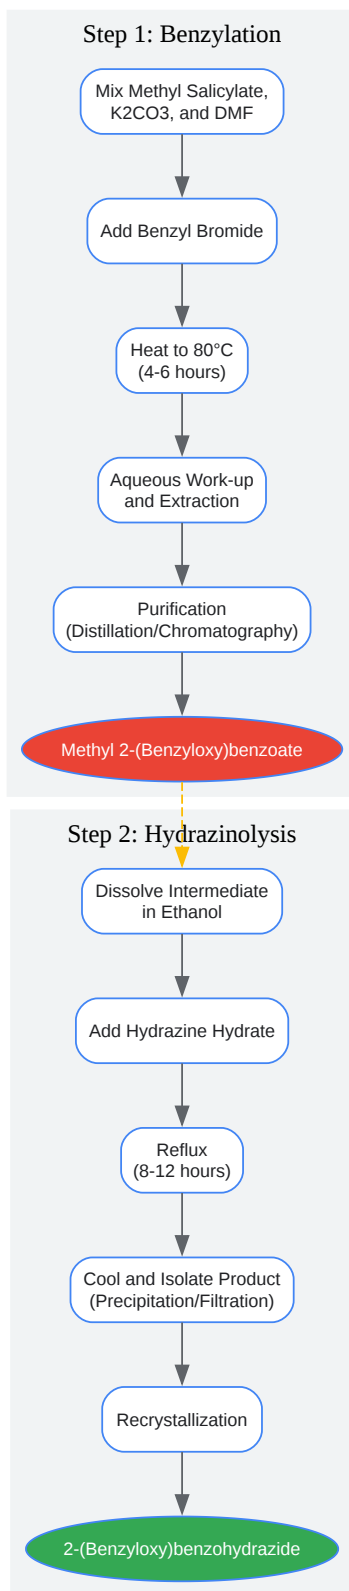 Step 1: Benzylation
Mix Methyl Salicylate,
K2CO3, and DMF
Add Benzyl Bromide
Heat to 80°C
(4-6 hours)
Aqueous Work-up
and Extraction
Purification
(Distillation/Chromatography)
Methyl 2-(Benzyloxy)benzoate
Step 2: Hydrazinolysis
Dissolve Intermediate
in Ethanol
Add Hydrazine Hydrate
Reflux
(8-12 hours)
Cool and Isolate Product
(Precipitation/Filtration)
Recrystallization
2-(Benzyloxy)benzohydrazide